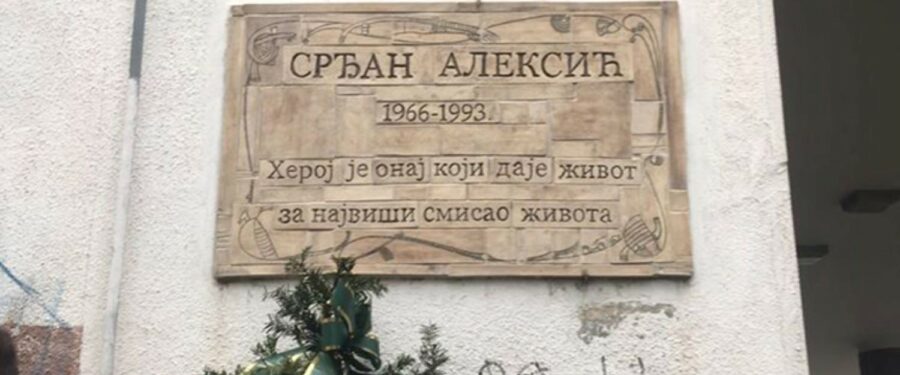 СРЂАН АЛЕКСИЋ
1966-1993.
Херој је онај који даје живот
за највиши смисао живота